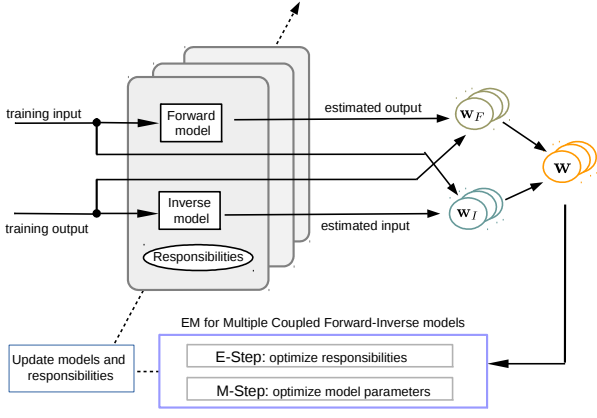 training input
Forward
model
estimated output
w_F
w
training output
Inverse
model
estimated input
w_I
Responsibilities
EM for Multiple Coupled Forward-Inverse models
Update models and
responsibilities
E-Step: optimize responsibilities
M-Step: optimize model parameters